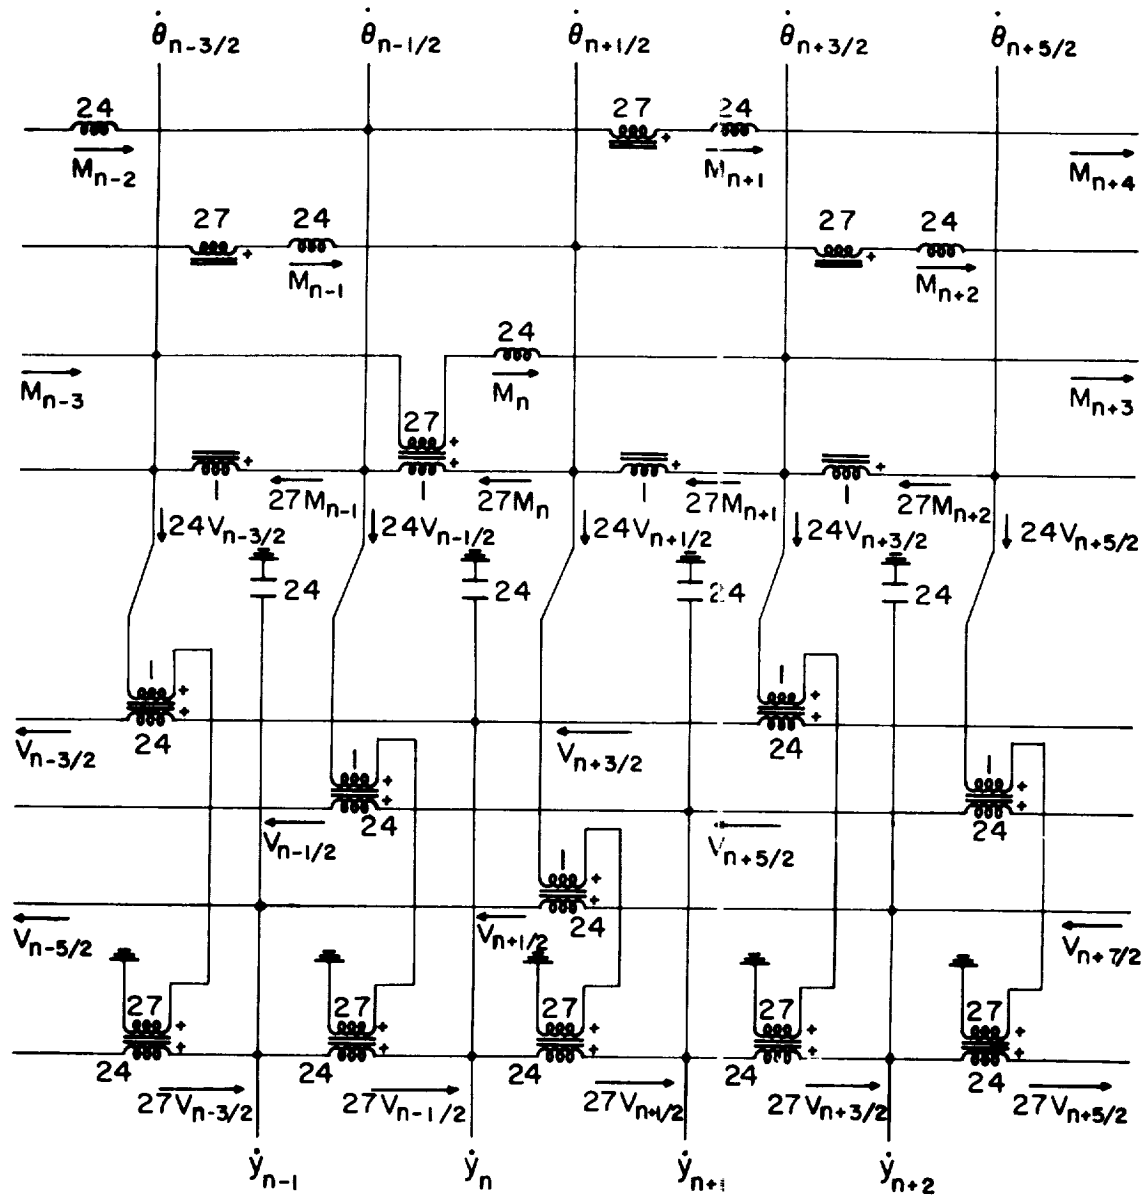 θ̇n-3/2 θ̇n-1/2 θ̇n+1/2 θ̇n+3/2 θ̇n+5/2
24 27 24
Mn-2 Mn+1 Mn+4
27 24 27 24
+ +
Mn-1 Mn+2
24
Mn-3 Mn Mn+3
27
+ + + + +
1 27Mn-1 1 27Mn 1 27Mn+1 1 27Mn+2
24Vn-3/2 24Vn-1/2 24Vn+1/2 24Vn+3/2 24Vn+5/2
24 24 24 24
1 + 1 +
+ +
24 24
Vn-3/2 Vn+3/2
1 + 1 +
+ +
24 24
Vn-1/2 Vn+5/2
1 +
+
24
Vn-5/2 Vn+1/2 Vn+7/2
27 + 27 + 27 + 27 + 27 +
+ + + + +
24 24 24 24 24
27Vn-3/2 27Vn-1/2 27Vn+1/2 27Vn+3/2 27Vn+5/2
ẏn-1 ẏn ẏn+1 ẏn+2